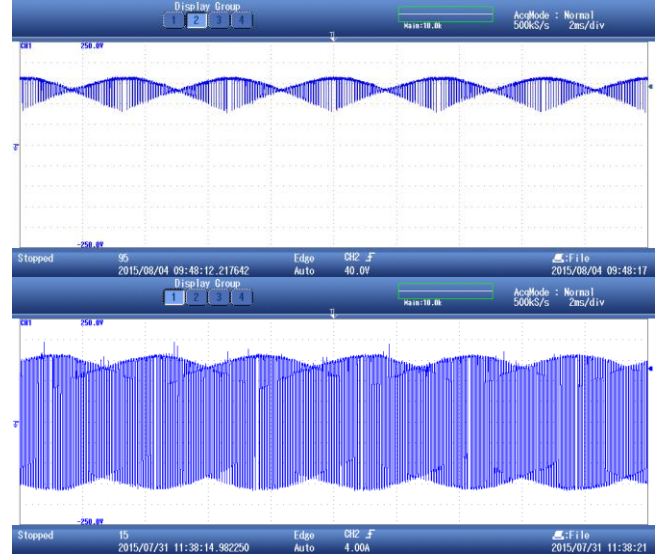 Display Group
1 2 3 4
Main:10.0k
AcqMode : Normal
500kS/s 2ms/div
CH1 250.0V
-250.0V
Stopped 95 Edge CH2 40.0V :File
2015/08/04 09:48:12.217642 Auto 2015/08/04 09:48:17
Display Group
1 2 3 4
Main:10.0k
AcqMode : Normal
500kS/s 2ms/div
CH1 250.0V
-250.0V
Stopped 15 Edge CH2 :File
2015/07/31 11:38:14.982250 Auto 4.00A 2015/07/31 11:38:21